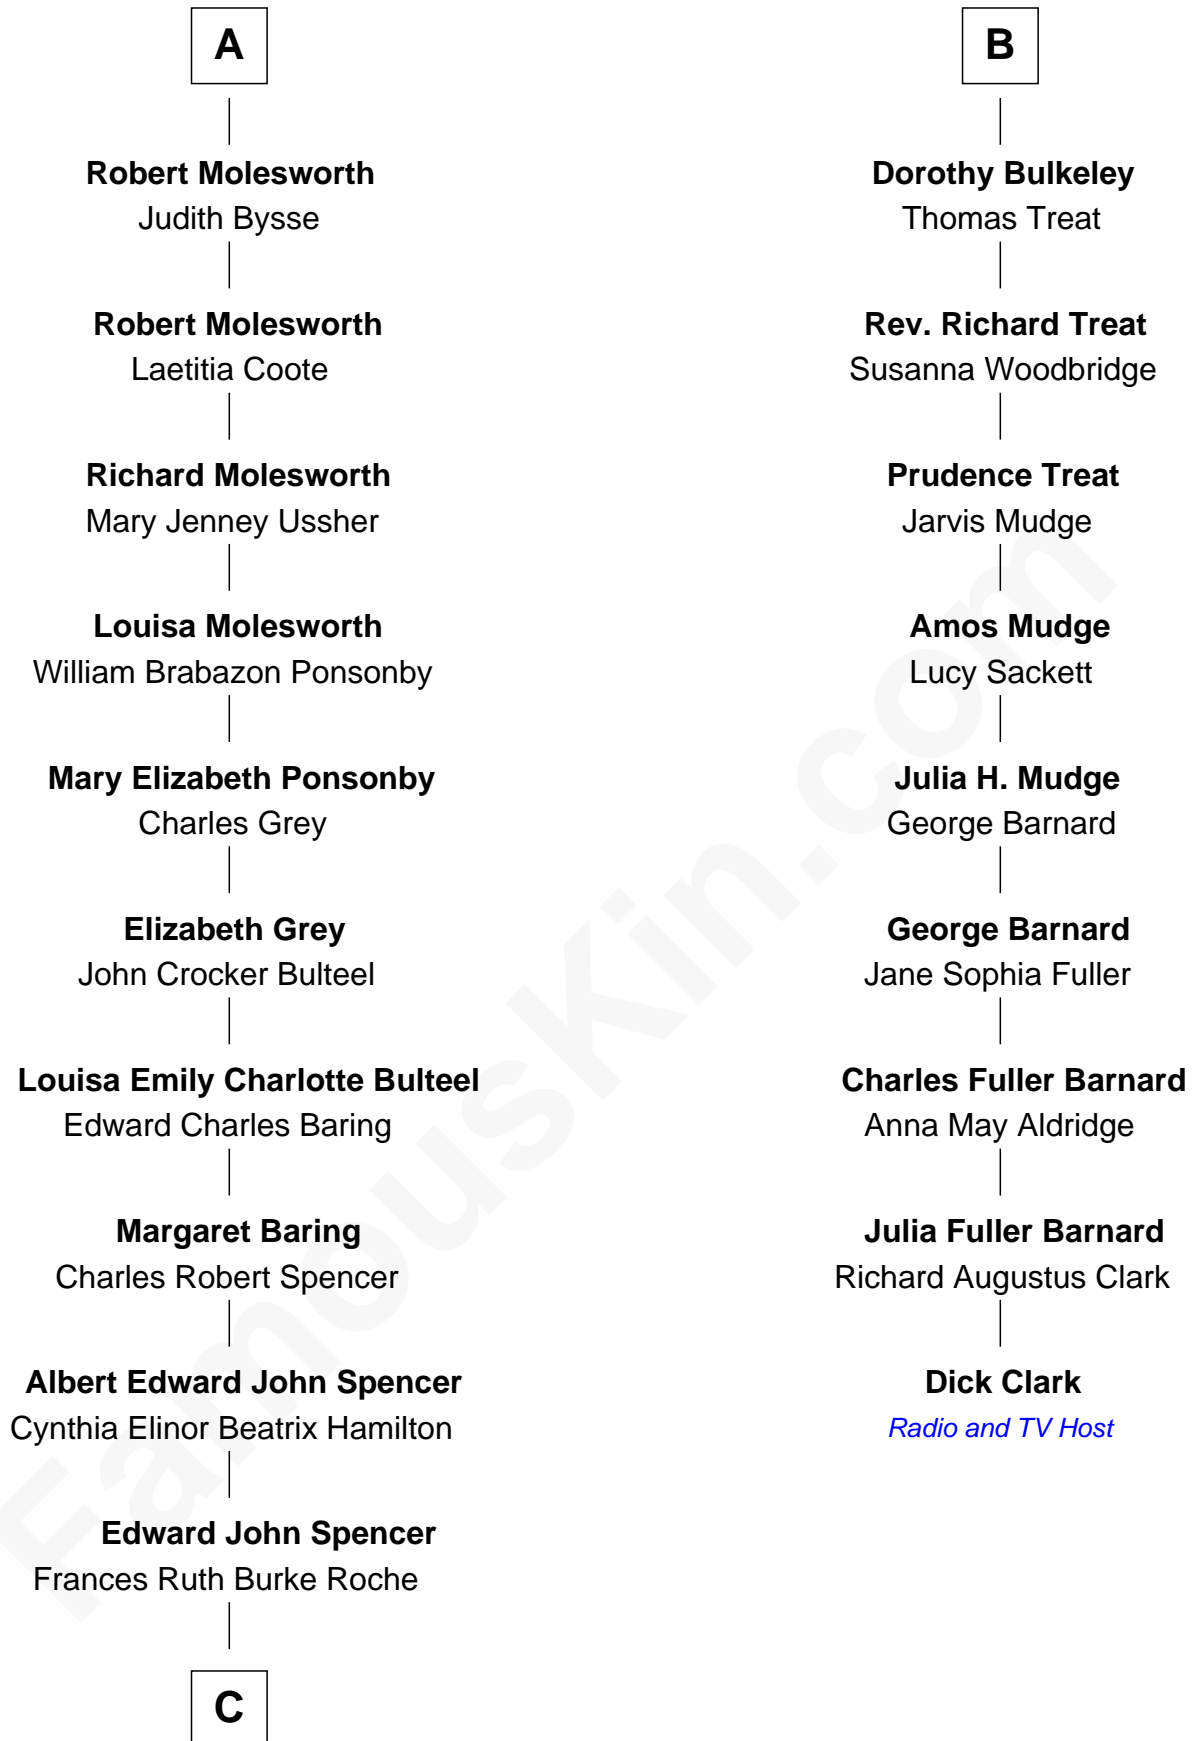 A
Robert Molesworth
Judith Bysse
Robert Molesworth
Laetitia Coote
Richard Molesworth
Mary Jenney Ussher
Louisa Molesworth
William Brabazon Ponsonby
Mary Elizabeth Ponsonby
Charles Grey
Elizabeth Grey
John Crocker Bulteel
Louisa Emily Charlotte Bulteel
Edward Charles Baring
Margaret Baring
Charles Robert Spencer
Albert Edward John Spencer
Cynthia Elinor Beatrix Hamilton
Edward John Spencer
Frances Ruth Burke Roche
C
B
Dorothy Bulkeley
Thomas Treat
Rev. Richard Treat
Susanna Woodbridge
Prudence Treat
Jarvis Mudge
Amos Mudge
Lucy Sackett
Julia H. Mudge
George Barnard
George Barnard
Jane Sophia Fuller
Charles Fuller Barnard
Anna May Aldridge
Julia Fuller Barnard
Richard Augustus Clark
Dick Clark
Radio and TV Host
FamousKin.com